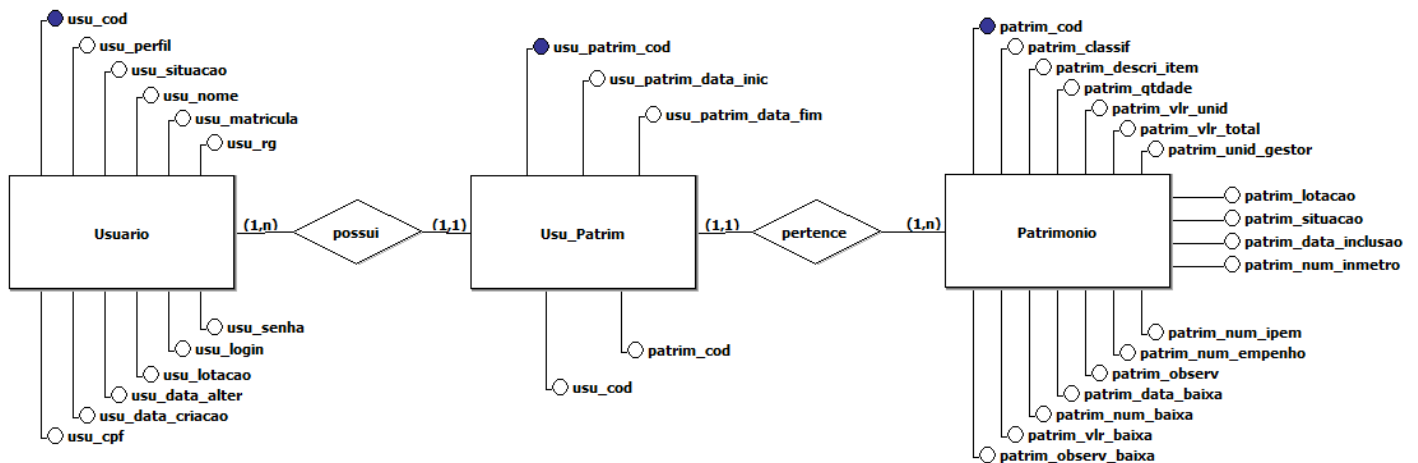 usu_cod
usu_perfil
usu_situacao
usu_nome
usu_matricula
usu_rg
Usuario
(1,n)
possui
(1,1)
usu_senha
usu_login
usu_lotacao
usu_data_alter
usu_data_criacao
usu_cpf
usu_patrim_cod
usu_patrim_data_inic
usu_patrim_data_fim
Usu_Patrim
(1,1)
pertence
(1,n)
patrim_cod
usu_cod
patrim_cod
patrim_classif
patrim_descri_item
patrim_qtdade
patrim_vlr_unid
patrim_vlr_total
patrim_unid_gestor
Patrimonio
patrim_lotacao
patrim_situacao
patrim_data_inclusao
patrim_num_inmetro
patrim_num_ipem
patrim_num_empenho
patrim_observ
patrim_data_baixa
patrim_num_baixa
patrim_vlr_baixa
patrim_observ_baixa